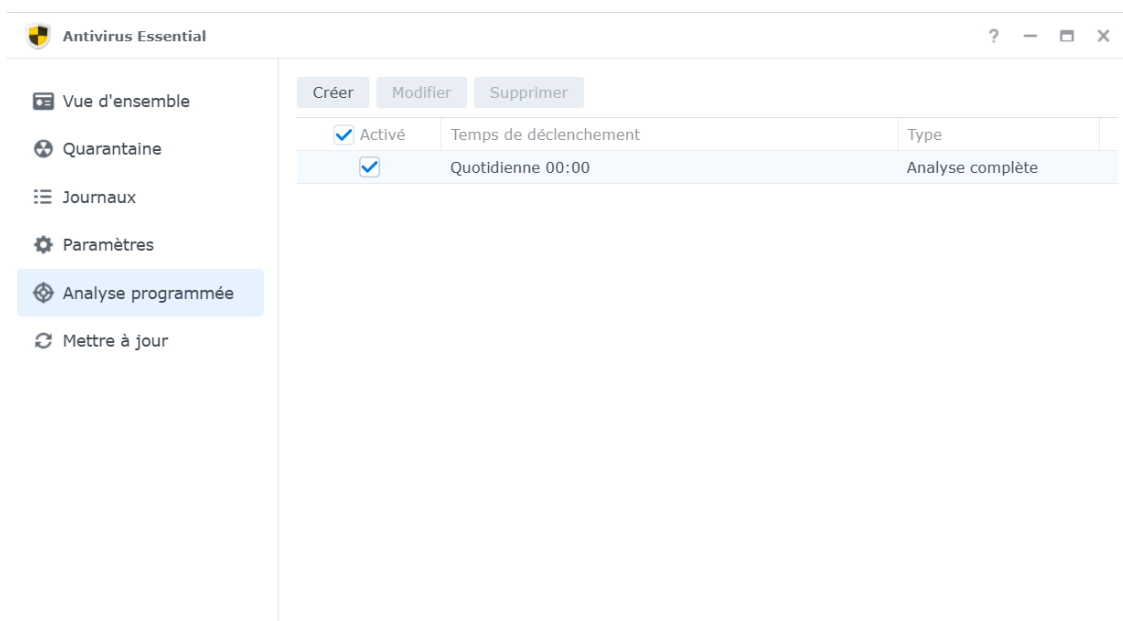 Antivirus Essential
Vue d'ensemble
Quarantaine
Journaux
Paramètres
Analyse programmée
Mettre à jour
Créer Modifier Supprimer
Activé Temps de déclenchement Type
Quotidienne 00:00 Analyse complète